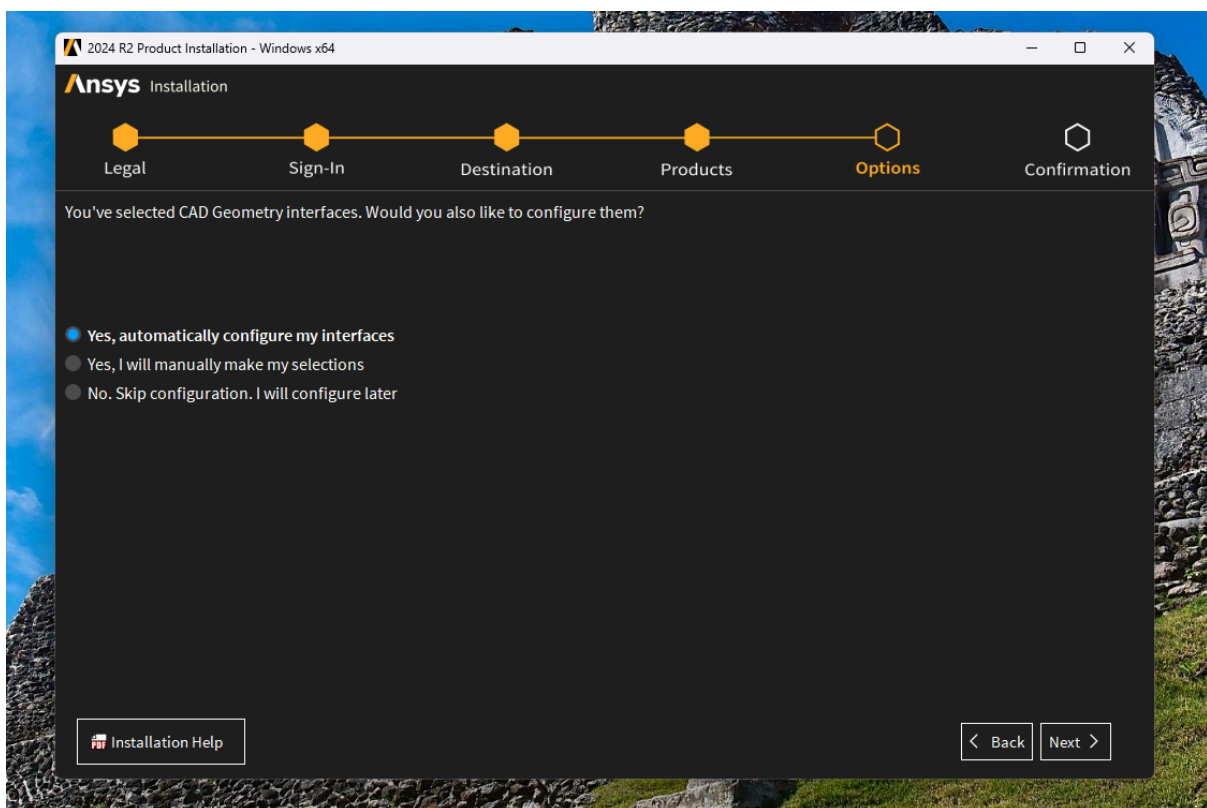 2024 R2 Product Installation - Windows x64
Ansys Installation
Legal Sign-In Destination Products Options Confirmation
You've selected CAD Geometry interfaces. Would you also like to configure them?
Yes, automatically configure my interfaces
Yes, I will manually make my selections
No. Skip configuration. I will configure later
PDF Installation Help < Back Next >